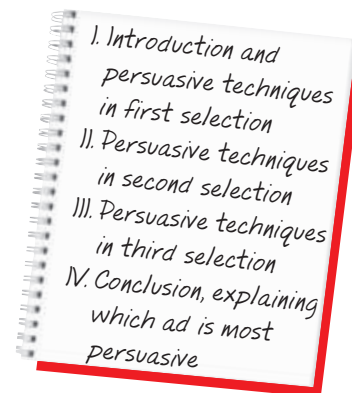 I. Introduction and
persuasive techniques
in first selection
II. Persuasive techniques
in second selection
III. Persuasive techniques
in third selection
IV. Conclusion, explaining
which ad is most
persuasive